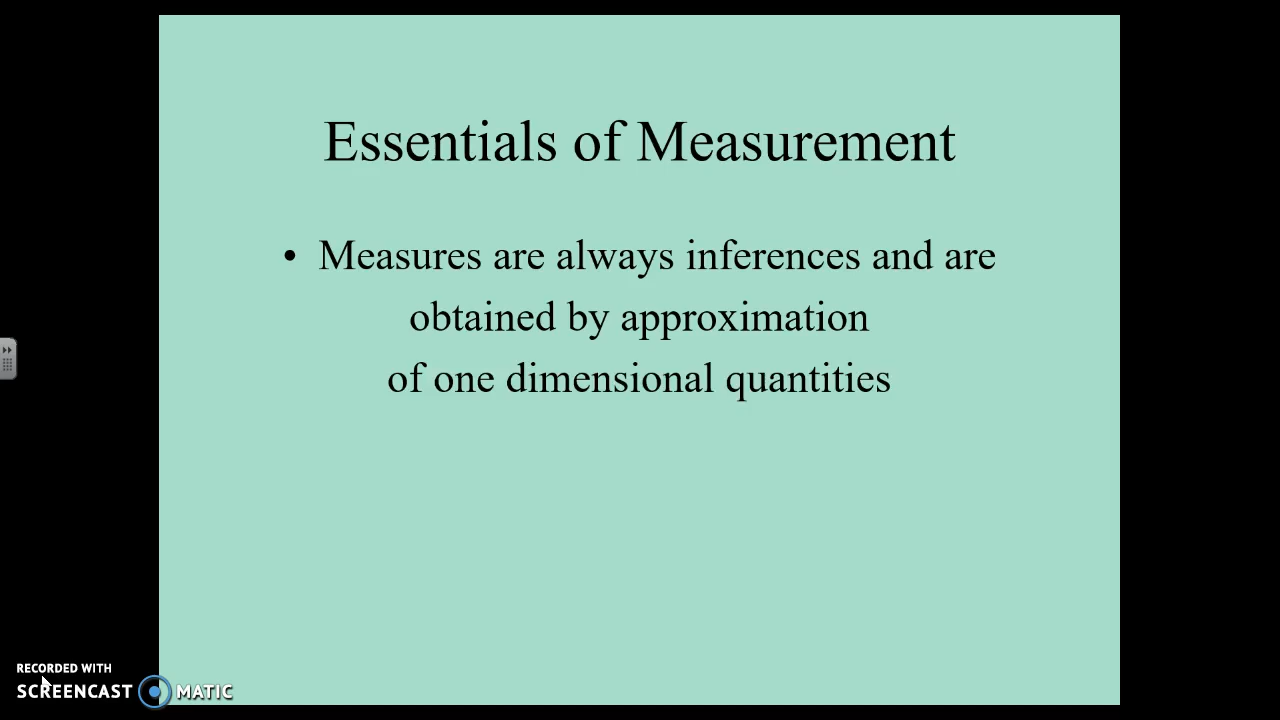 Essentials of Measurement
• Measures are always inferences and are
obtained by approximation
of one dimensional quantities
RECORDED WITH
SCREENCAST MATIC